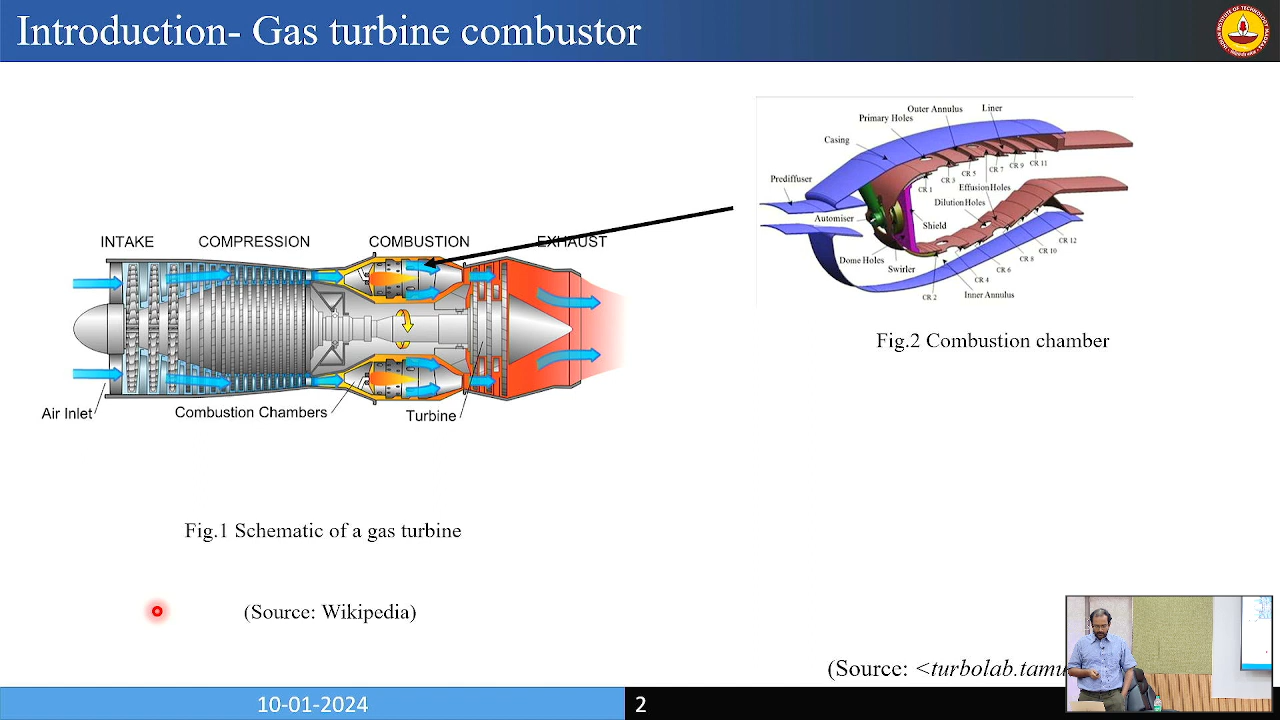 Introduction- Gas turbine combustor
INTAKE COMPRESSION COMBUSTION EXHAUST
Air Inlet
Combustion Chambers
Turbine
Fig.1 Schematic of a gas turbine
(Source: Wikipedia)
Outer Annulus
Liner
Primary Holes
Casing
Prediffuser
CR 1
CR 3
CR 5
CR 7
CR 9
CR 11
Effusion Holes
Dilution Holes
Automiser
Shield
Dome Holes
Swirler
CR 12
CR 10
CR 8
CR 6
CR 4
CR 2
Inner Annulus
Fig.2 Combustion chamber
(Source: <turbolab.tamu
10-01-2024
2